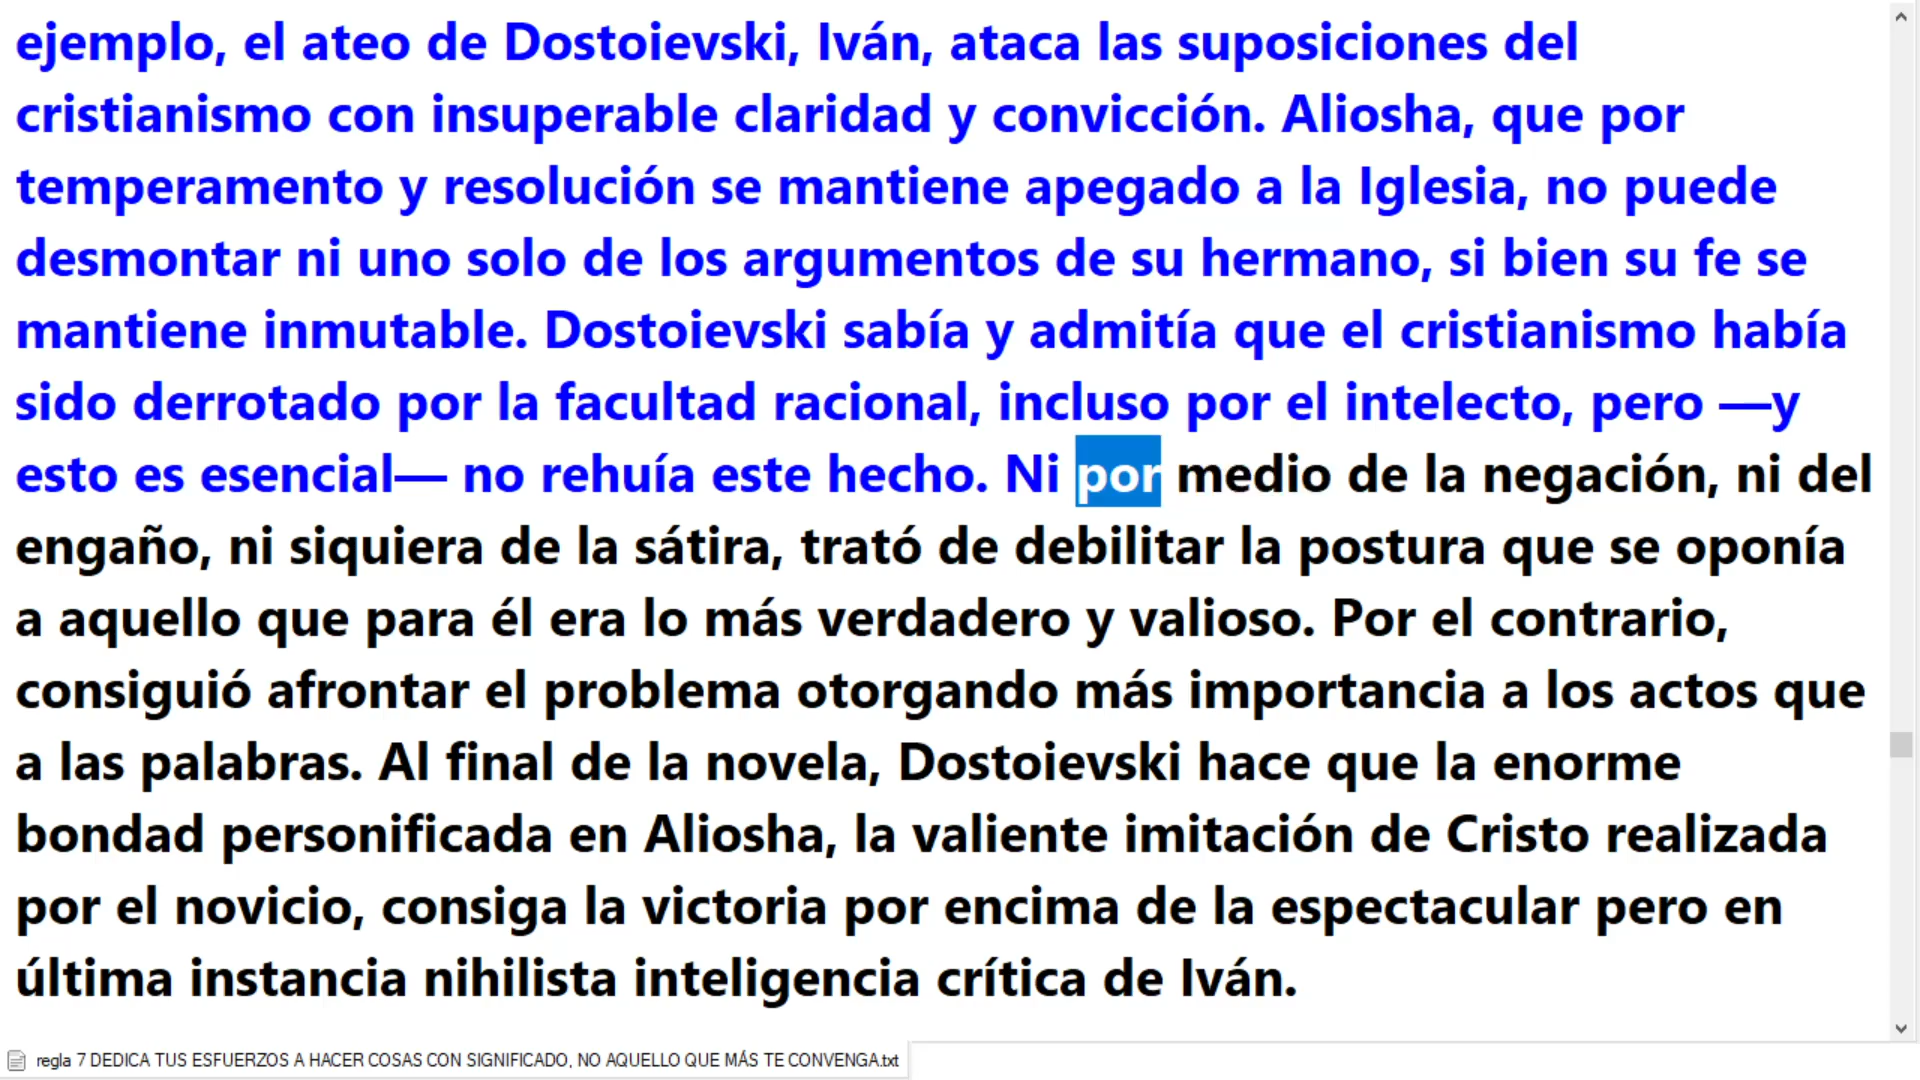 ejemplo, el ateo de Dostoievski, Iván, ataca las suposiciones del
cristianismo con insuperable claridad y convicción. Aliosha, que por
temperamento y resolución se mantiene apegado a la Iglesia, no puede
desmontar ni uno solo de los argumentos de su hermano, si bien su fe se
mantiene inmutable. Dostoievski sabía y admitía que el cristianismo había
sido derrotado por la facultad racional, incluso por el intelecto, pero —y
esto es esencial— no rehuía este hecho. Ni por medio de la negación, ni del
engaño, ni siquiera de la sátira, trató de debilitar la postura que se oponía
a aquello que para él era lo más verdadero y valioso. Por el contrario,
consiguió afrontar el problema otorgando más importancia a los actos que
a las palabras. Al final de la novela, Dostoievski hace que la enorme
bondad personificada en Aliosha, la valiente imitación de Cristo realizada
por el novicio, consiga la victoria por encima de la espectacular pero en
última instancia nihilista inteligencia crítica de Iván.
regla 7 DEDICA TUS ESFUERZOS A HACER COSAS CON SIGNIFICADO, NO AQUELLO QUE MÁS TE CONVENGA.txt